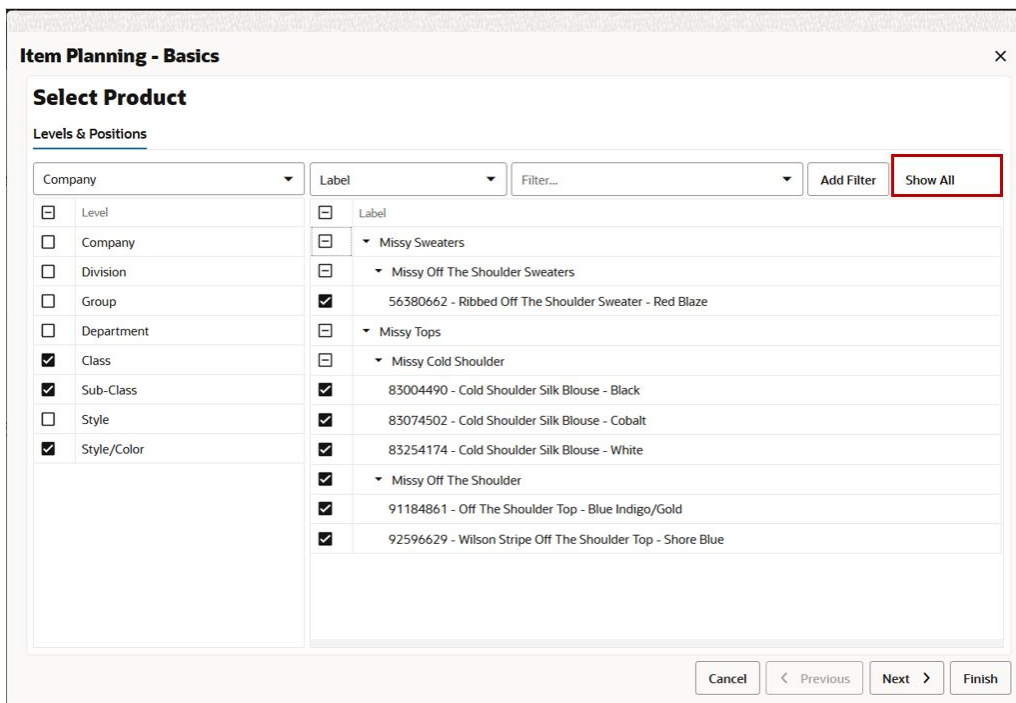 Item Planning - Basics
Select Product
Levels & Positions
Company Label Filter... Add Filter Show All
Level Label
Company Missy Sweaters
Division Missy Off The Shoulder Sweaters
Group 56380662 - Ribbed Off The Shoulder Sweater - Red Blaze
Department Missy Tops
Class Missy Cold Shoulder
Sub-Class 83004490 - Cold Shoulder Silk Blouse - Black
Style 83074502 - Cold Shoulder Silk Blouse - Cobalt
Style/Color 83254174 - Cold Shoulder Silk Blouse - White
Missy Off The Shoulder
91184861 - Off The Shoulder Top - Blue Indigo/Gold
92596629 - Wilson Stripe Off The Shoulder Top - Shore Blue
Cancel Previous Next Finish